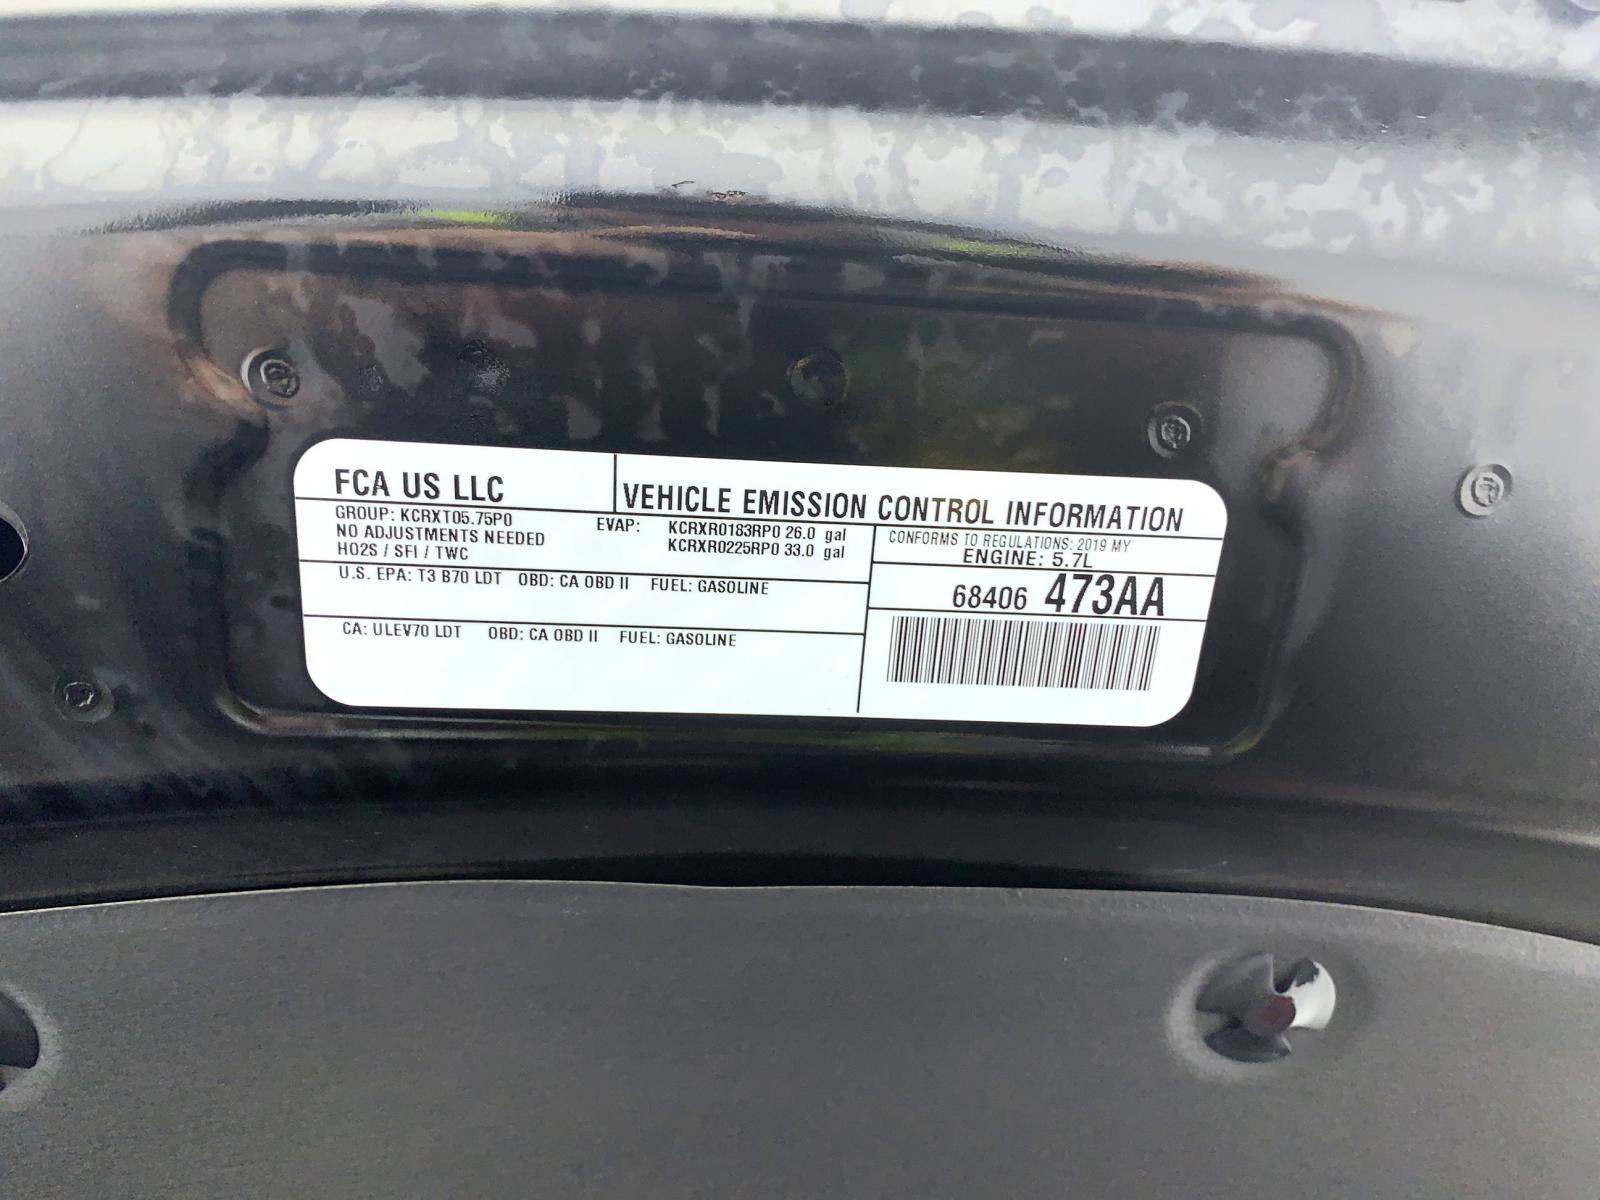 FCA US LLC
VEHICLE EMISSION CONTROL INFORMATION
GROUP: KCRXT05.75P0
NO ADJUSTMENTS NEEDED
HO2S / SFI / TWC
EVAP: KCRXR0183RP0 26.0 gal
KCRXR0225RP0 33.0 gal
CONFORMS TO REGULATIONS: 2019 MY
ENGINE: 5.7L
U.S. EPA: T3 B70 LDT OBD: CA OBD II FUEL: GASOLINE
68406 473AA
CA: ULEV70 LDT OBD: CA OBD II FUEL: GASOLINE